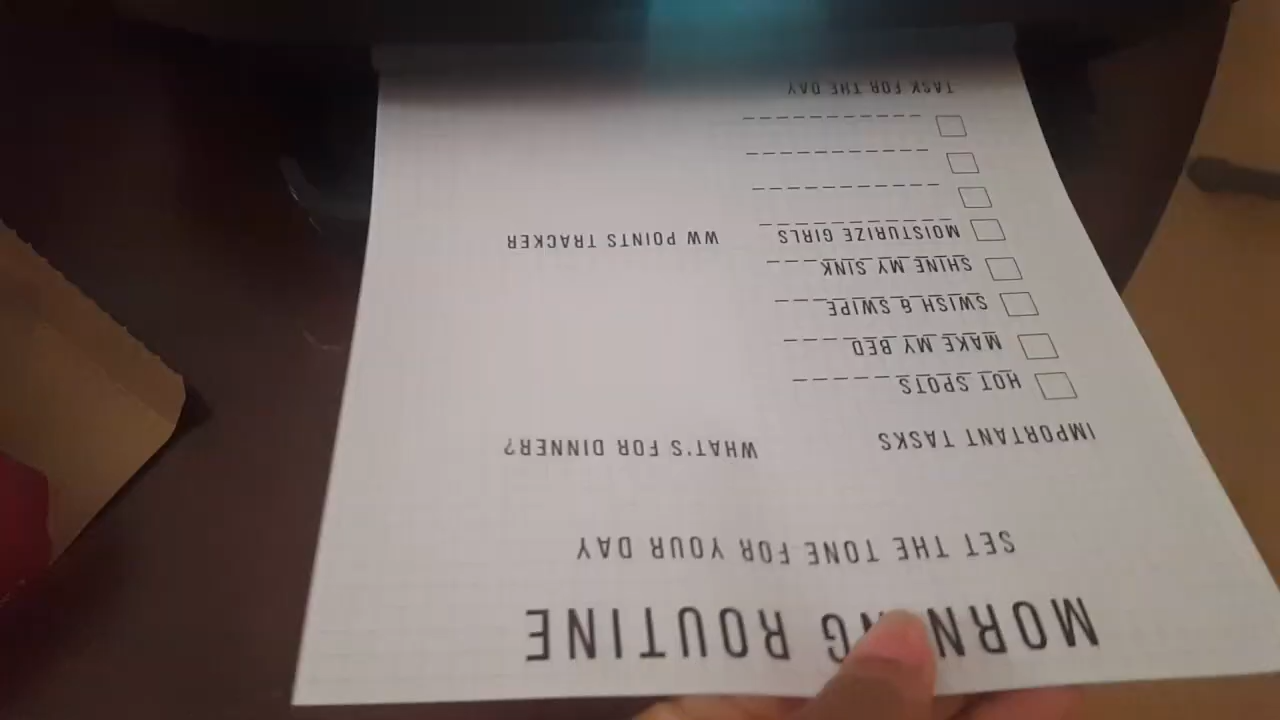 MORNING ROUTINE
SET THE TONE FOR YOUR DAY
IMPORTANT TASKS
HOT SPOTS
MAKE MY BED
SWISH & SWIPE
SHINE MY SINK
MOISTURIZE GIRLS
TASK FOR THE DAY
WHAT'S FOR DINNER?
WW POINTS TRACKER